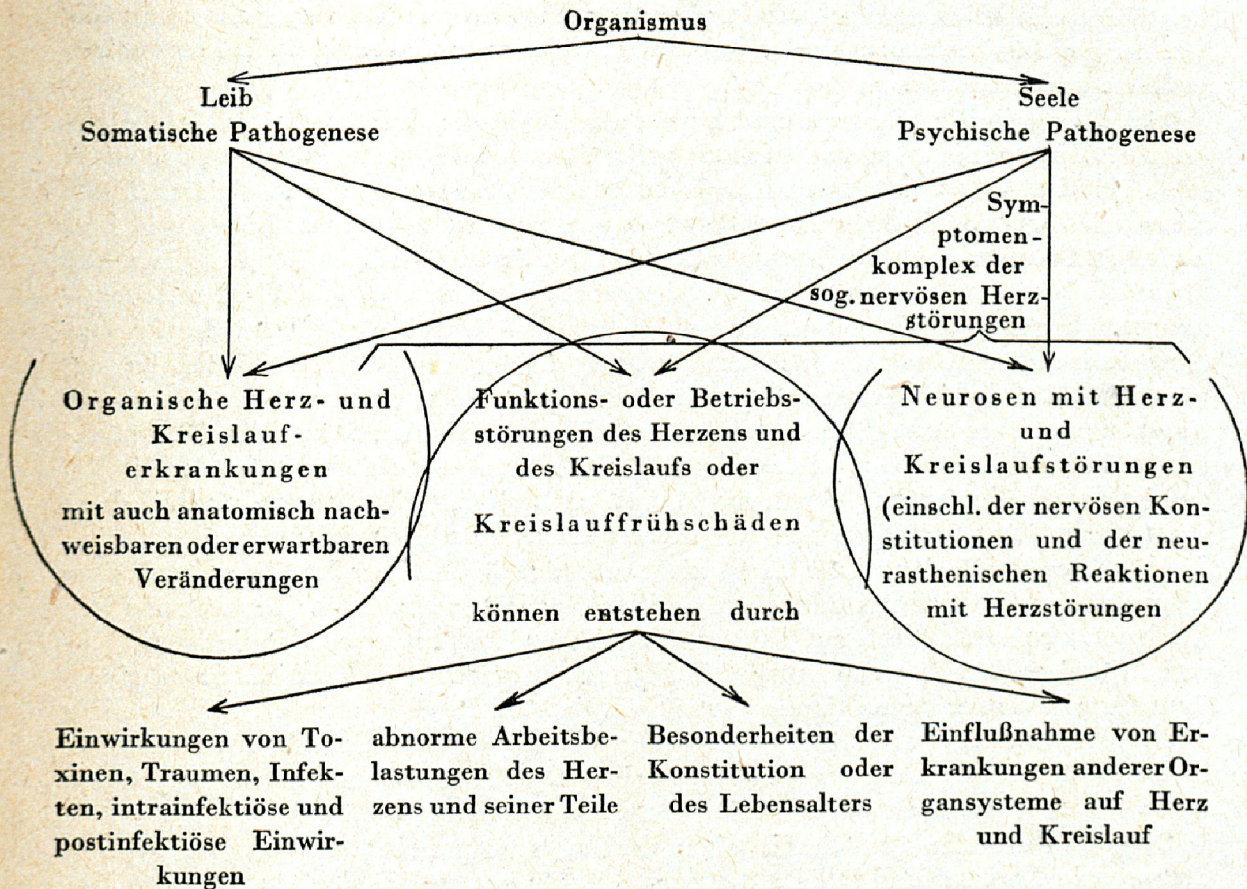 Organismus
Leib
Somatische Pathogenese
Seele
Psychische Pathogenese
Sym-
ptomen-
komplex der
sog. nervösen Herz-
störungen
Organische Herz- und
Kreislauf-
erkrankungen
mit auch anatomisch nach-
weisbaren oder erwartbaren
Veränderungen
Funktions- oder Betriebs-
störungen des Herzens und
des Kreislaufs oder
Kreislauffrühschäden
können entstehen durch
Neurosen mit Herz-
und
Kreislaufstörungen
(einschl. der nervösen Kon-
stitutionen und der neu-
rasthenischen Reaktionen
mit Herzstörungen
Einwirkungen von To-
xinen, Traumen, Infek-
ten, intrainfektiöse und
postinfektiöse Einwir-
kungen
abnorme Arbeitsbe-
lastungen des Her-
zens und seiner Teile
Besonderheiten der
Konstitution oder
des Lebensalters
Einflußnahme von Er-
krankungen anderer Or-
gansysteme auf Herz
und Kreislauf